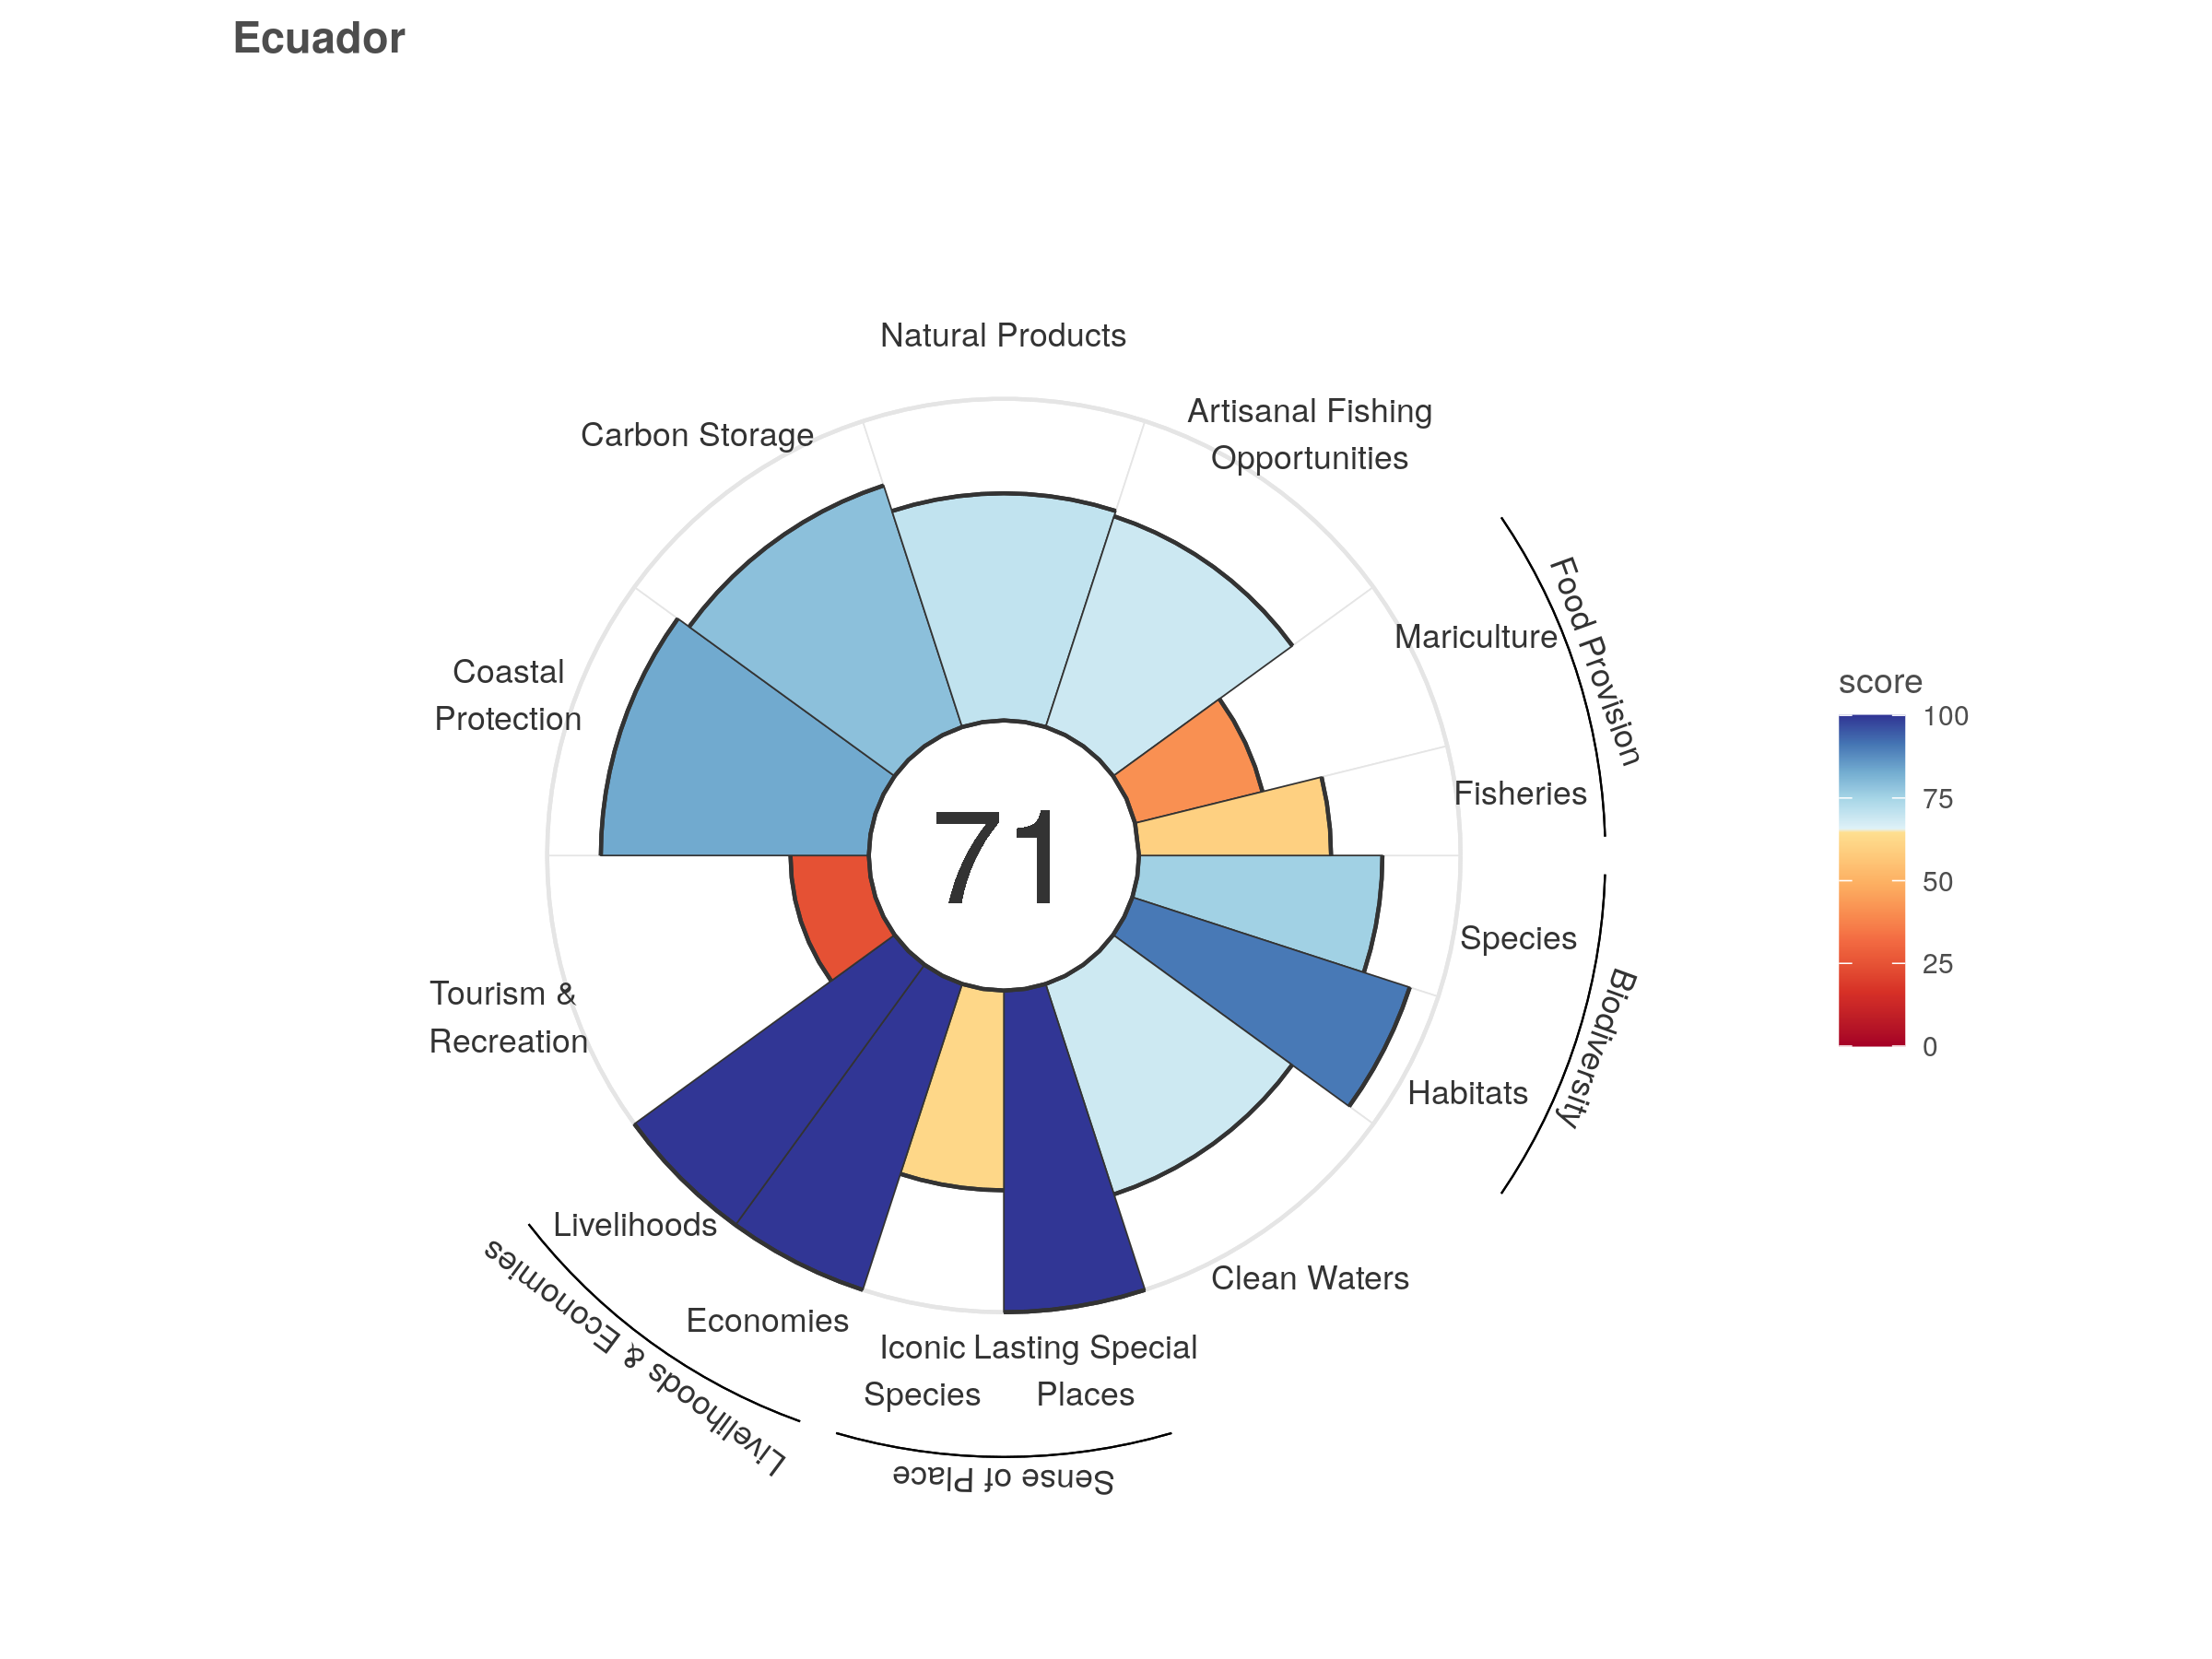 Ecuador
Natural Products
Artisanal Fishing
Opportunities
Carbon Storage
Mariculture
Food Provision
Coastal
Protection
Fisheries
71
Species
Biodiversity
Habitats
Tourism &
Recreation
Livelihoods
Economies
Livelihoods & Economies
Clean Waters
Iconic
Species
Lasting Special
Places
Sense of Place
score
100
75
50
25
0